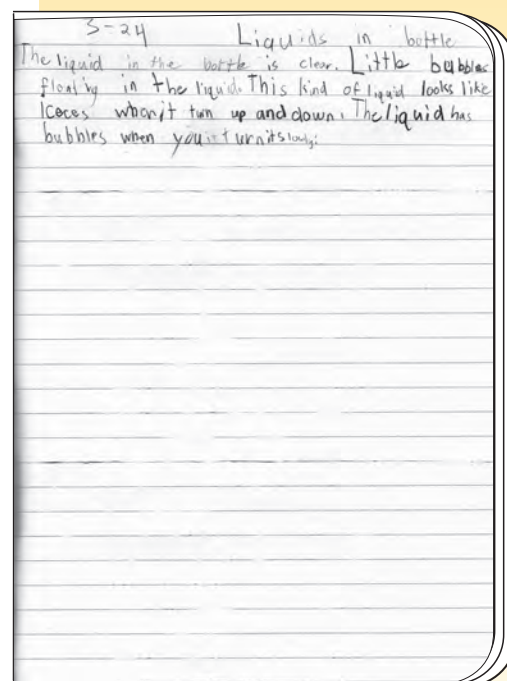 3-24 Liquids in bottle
The liquid in the bottle is clear. Little bubbles
floating in the liquid. This kind of liquid looks like
when it turn up and down. The liquid has
bubbles when you turn it slowly.